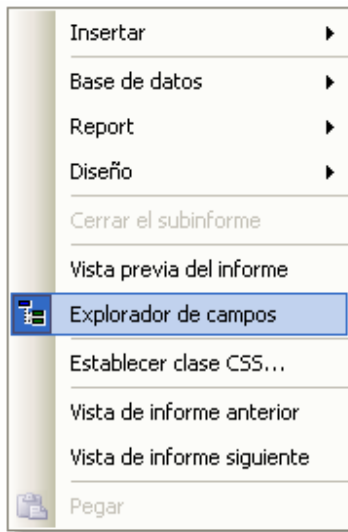 Insertar
Base de datos
Report
Diseño
Cerrar el subinforme
Vista previa del informe
Explorador de campos
Establecer clase CSS...
Vista de informe anterior
Vista de informe siguiente
Pegar